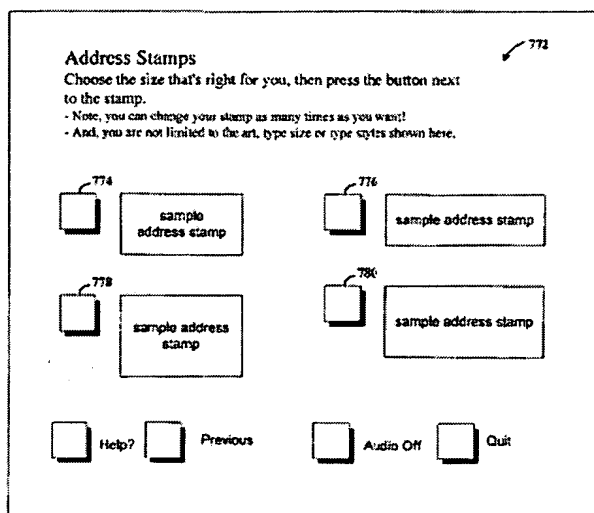 Address Stamps
772
Choose the size that's right for you, then press the button next
to the stamp.
- Note, you can change your stamp as many times as you want!
- And, you are not limited to the art, type size or type styles shown here.
774
sample
address stamp
776
sample address stamp
778
sample address
stamp
780
sample address stamp
Help?
Previous
Audio Off
Quit